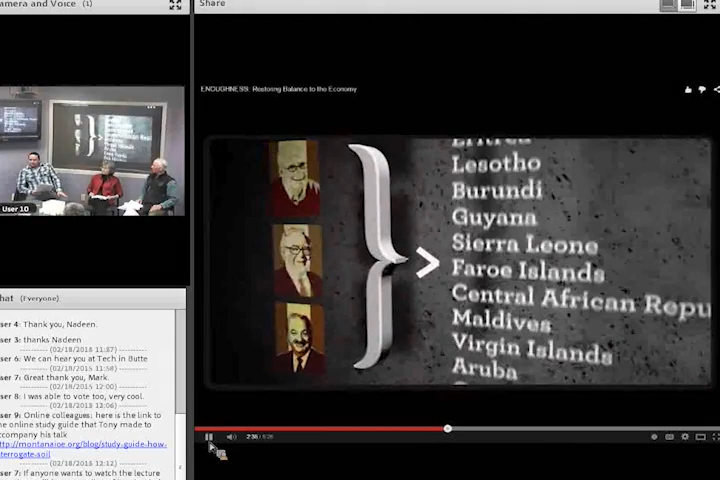 amera and Voice (1)
Share
User 10
ENOUGHNESS: Restoring Balance to the Economy
Eritrea
Lesotho
Burundi
Guyana
Sierra Leone
Faroe Islands
Central African Repu
Maldives
Virgin Islands
Aruba
hat (Everyone)
ser 4: Thank you, Nadeen.
ser 3: thanks Nadeen
---------- (02/18/2015 11:57) ----------
ser 6: We can hear you at Tech in Butte
---------- (02/18/2015 11:58) ----------
ser 7: Great thank you, Mark.
---------- (02/18/2015 12:00) ----------
ser 8: I was able to vote too, very cool.
---------- (02/18/2015 12:06) ----------
ser 9: Online colleagues: here is the link to
he online study guide that Tony made to
ccompany his talk
http://montanaioe.org/blog/study-guide-how-
terrogate-soil
---------- (02/18/2015 12:12) ----------
ser 7: If anyone wants to watch the lecture